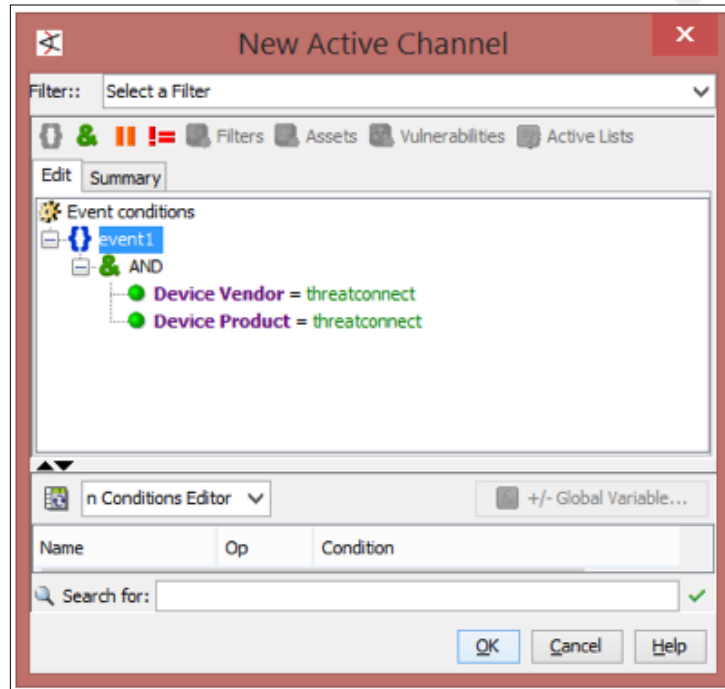 New Active Channel
x
Filter:: Select a Filter
{} & || != Filters Assets Vulnerabilities Active Lists
Edit Summary
Event conditions
{} event1
& AND
Device Vendor = threatconnect
Device Product = threatconnect
n Conditions Editor +/- Global Variable...
Name Op Condition
Search for:
OK Cancel Help